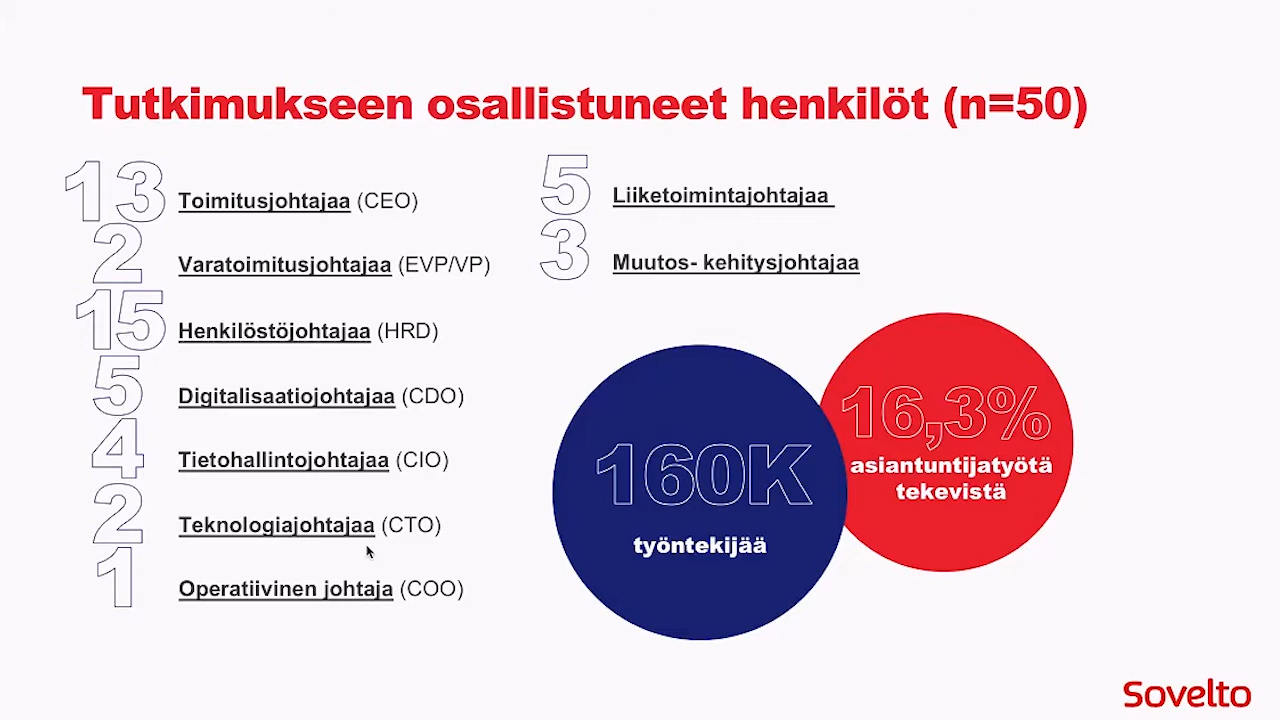 Tutkimukseen osallistuneet henkilöt (n=50)
13 Toimitusjohtajaa (CEO)
2 Varatoimitusjohtajaa (EVP/VP)
15 Henkilöstöjohtajaa (HRD)
5 Digitalisaatiojohtajaa (CDO)
4 Tietohallintojohtajaa (CIO)
2 Teknologiajohtajaa (CTO)
1 Operatiivinen johtaja (COO)
5 Liiketoimintajohtajaa
3 Muutos- kehitysjohtajaa
160K
työntekijää
16,3%
asiantuntijatyötä
tekevistä
Sovelto